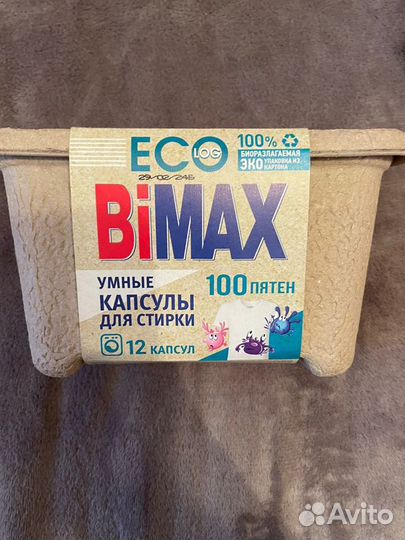 ECO
LOG
100%
БИОРАЗЛАГАЕМАЯ
ЭКО УПАКОВКА ИЗ КАРТОНА
29/02/24Б
BiMAX
УМНЫЕ
КАПСУЛЫ
ДЛЯ СТИРКИ
100 ПЯТЕН
12 КАПСУЛ
Avito